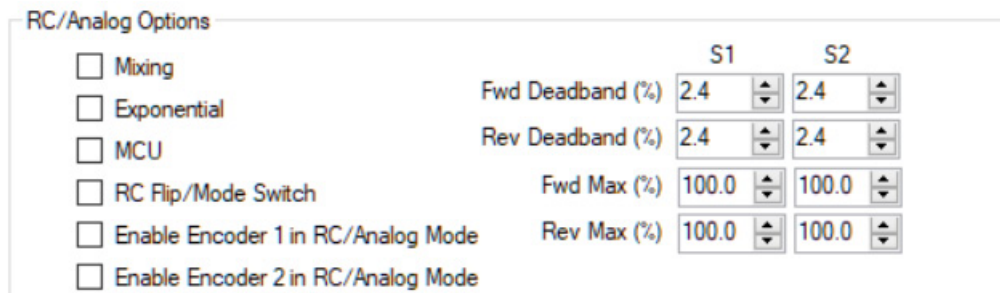 RC/Analog Options
S1 S2
Mixing
Fwd Deadband (%) 2.4 2.4
Exponential
Rev Deadband (%) 2.4 2.4
MCU
Fwd Max (%) 100.0 100.0
RC Flip/Mode Switch
Rev Max (%) 100.0 100.0
Enable Encoder 1 in RC/Analog Mode
Enable Encoder 2 in RC/Analog Mode